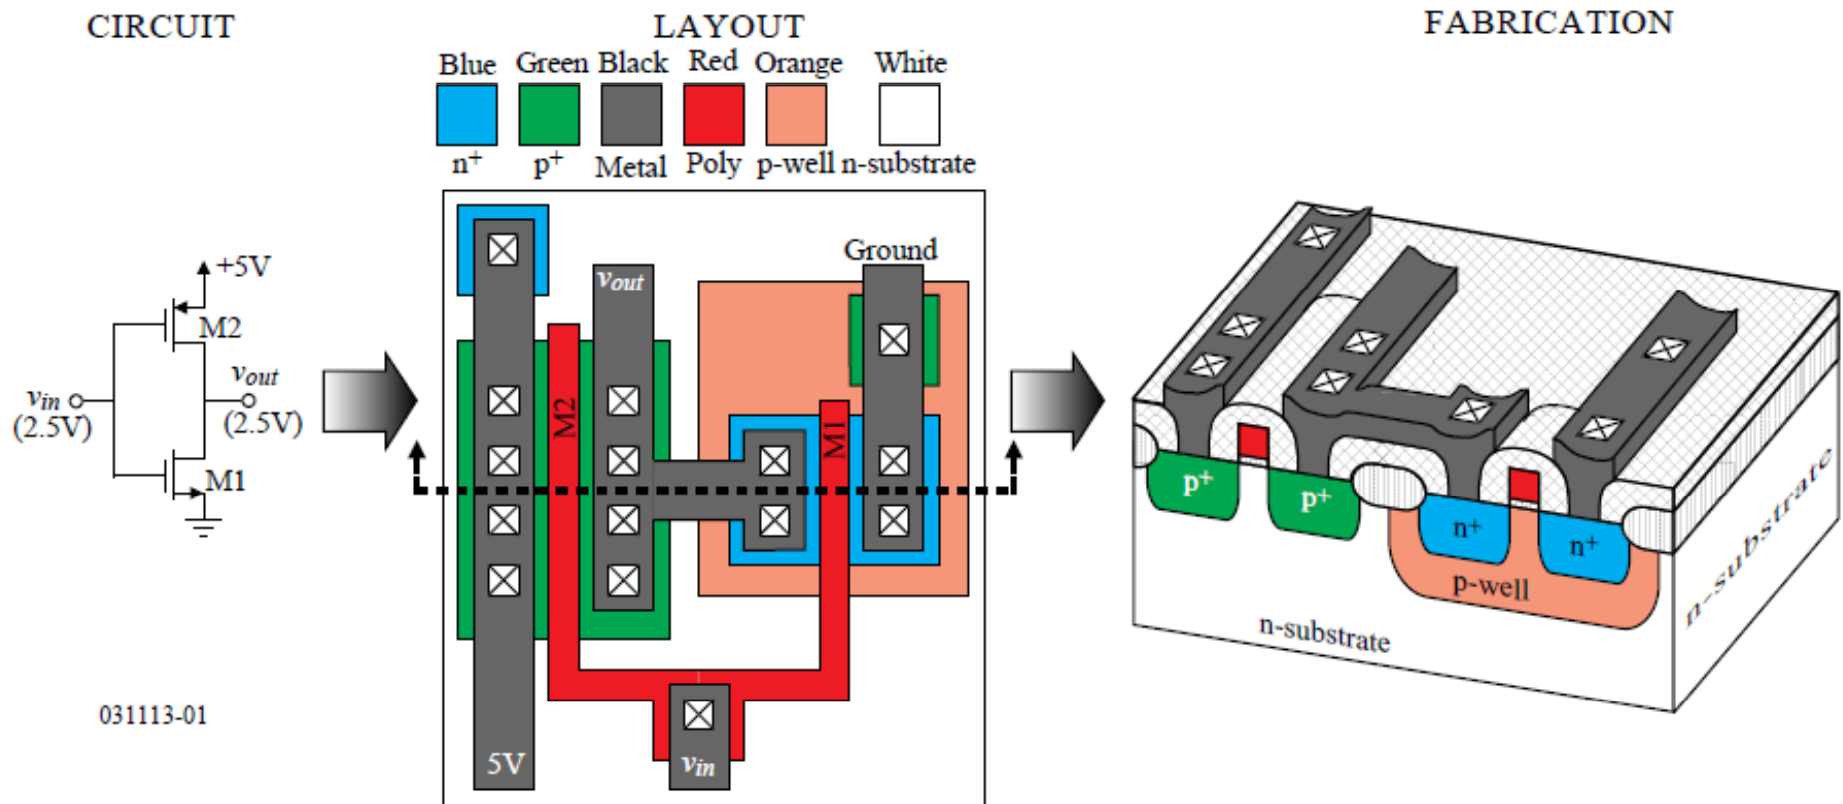 CIRCUIT
LAYOUT
FABRICATION
Blue Green Black Red Orange White
n+ p+ Metal Poly p-well n-substrate
+5V
M2
vin
(2.5V)
vout
(2.5V)
M1
031113-01
vout
Ground
M2
M1
5V
vin
p+
p+
n+
n+
p-well
n-substrate
n-substrate